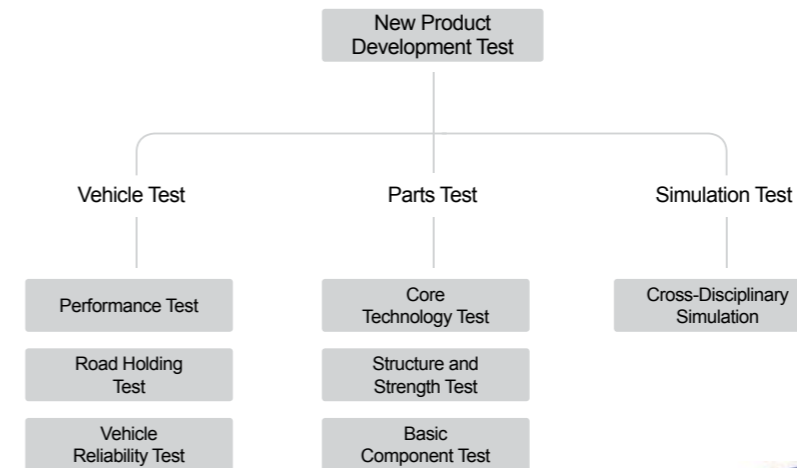 New Product
Development Test
Vehicle Test
Parts Test
Simulation Test
Performance Test
Core
Technology Test
Cross-Disciplinary
Simulation
Road Holding
Test
Structure and
Strength Test
Vehicle
Reliability Test
Basic
Component Test